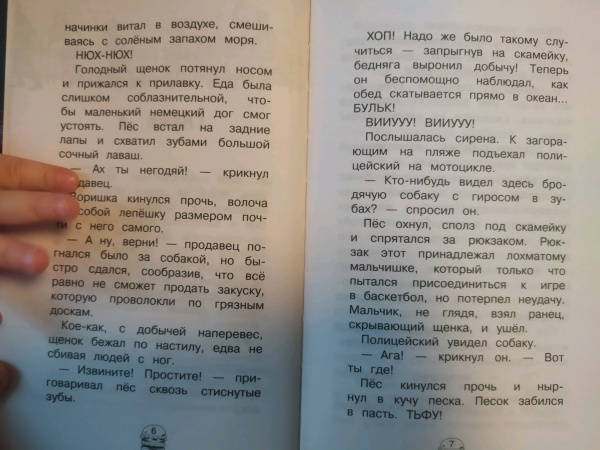 начинки витал в воздухе, смеши-
ваясь с солёным запахом моря.
НЮХ-НЮХ!
Голодный щенок потянул носом
и прижался к прилавку. Еда была
слишком соблазнительной, что-
бы маленький немецкий дог смог
устоять. Пёс встал на задние
лапы и схватил зубами большой
сочный лаваш.
— Ах ты негодяй! — крикнул
давец.
Воришка кинулся прочь, волоча
собой лепёшку размером поч-
ти с него самого.
— А ну, верни! — продавец по-
гнался было за собакой, но бы-
стро сдался, сообразив, что всё
равно не сможет продать закуску,
которую проволокли по грязным
доскам.
Кое-как, с добычей наперевес,
щенок бежал по настилу, едва не
сбивая людей с ног.
— Извините! Простите! — при-
говаривал пёс сквозь стиснутые
зубы.
6
ХОП! Надо же было такому слу-
читься — запрыгнув на скамейку,
бедняга выронил добычу! Теперь
он беспомощно наблюдал, как
обед скатывается прямо в океан...
БУЛЬК!
ВИИУУУ! ВИИУУУ!
Послышалась сирена. К загора-
ющим на пляже подъехал поли-
цейский на мотоцикле.
— Кто-нибудь видел здесь бро-
дячую собаку с гиросом в зу-
бах? — спросил он.
Пёс охнул, сполз под скамейку
и спрятался за рюкзаком. Рюк-
зак этот принадлежал лохматому
мальчишке, который только что
пытался присоединиться к игре
в баскетбол, но потерпел неудачу.
Мальчик, не глядя, взял ранец,
скрывающий щенка, и ушёл.
Полицейский увидел собаку.
— Ага! — крикнул он. — Вот
ты где!
Пёс кинулся прочь и ныр-
нул в кучу песка. Песок забился
в пасть. ТЬФУ!
7